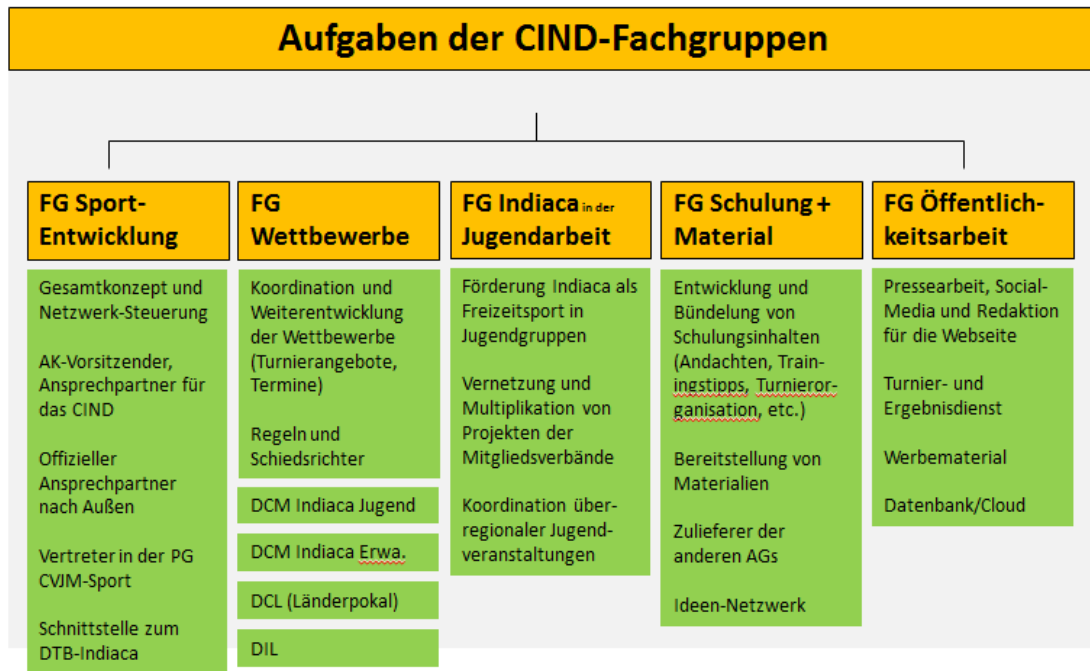 Aufgaben der CIND-Fachgruppen
FG Sport-
Entwicklung
Gesamtkonzept und
Netzwerk-Steuerung
AK-Vorsitzender,
Ansprechpartner für
das CIND
Offizieller
Ansprechpartner
nach Außen
Vertreter in der PG
CVJM-Sport
Schnittstelle zum
DTB-Indiaca
FG
Wettbewerbe
Koordination und
Weiterentwicklung
der Wettbewerbe
(Turnierangebote,
Termine)
Regeln und
Schiedsrichter
DCM Indiaca Jugend
DCM Indiaca Erwa.
DCL (Länderpokal)
DIL
FG Indiaca in der
Jugendarbeit
Förderung Indiaca als
Freizeitsport in
Jugendgruppen
Vernetzung und
Multiplikation von
Projekten der
Mitgliedsverbände
Koordination über-
regionaler Jugend-
veranstaltungen
FG Schulung +
Material
Entwicklung und
Bündelung von
Schulungsinhalten
(Andachten, Train-
ingstipps, Turnieror-
ganisation, etc.)
Bereitstellung von
Materialien
Zulieferer der
anderen AGs
Ideen-Netzwerk
FG Öffentlich-
keitsarbeit
Pressearbeit, Social-
Media und Redaktion
für die Webseite
Turnier- und
Ergebnisdienst
Werbematerial
Datenbank/Cloud